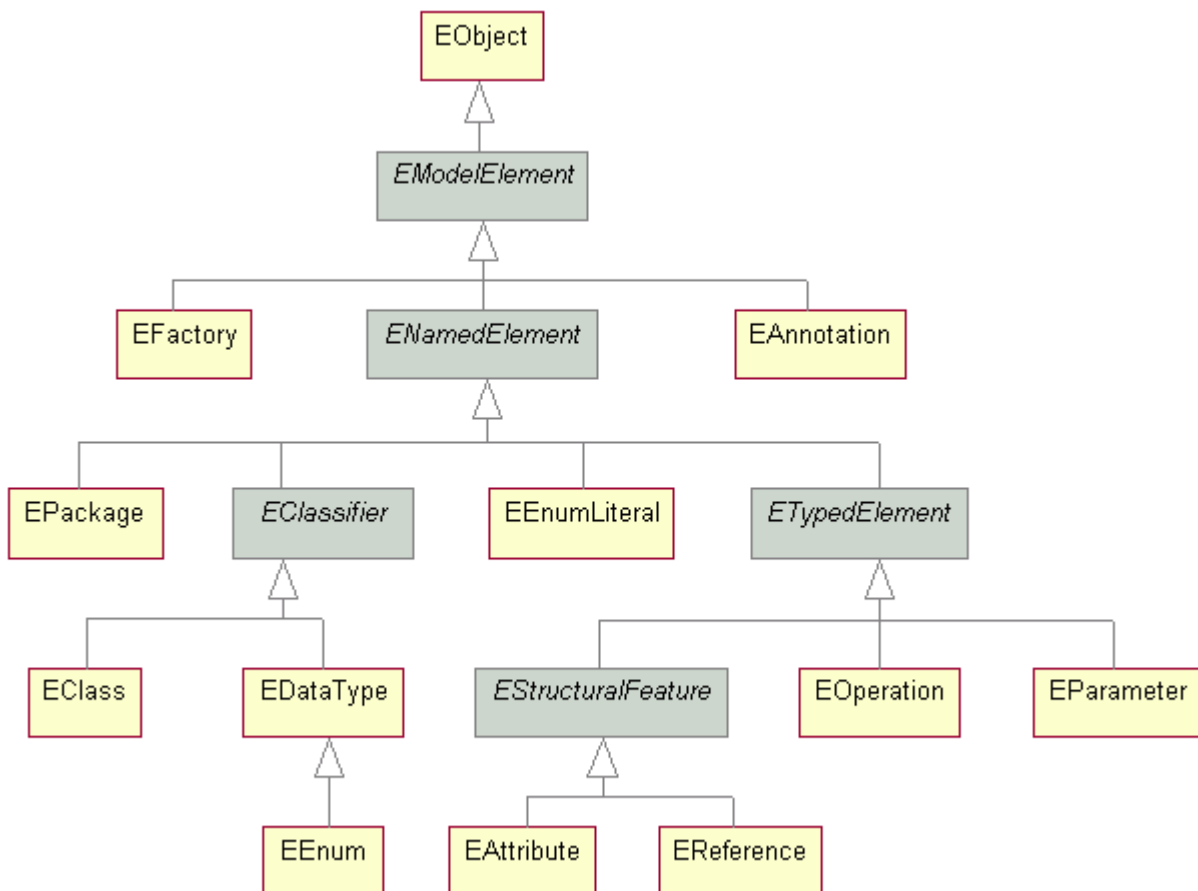 EObject
EModelElement
EFactory
ENamedElement
EAnnotation
EPackage
EClassifier
EEnumLiteral
ETypedElement
EClass
EDataType
EStructuralFeature
EOperation
EParameter
EEnum
EAttribute
EReference